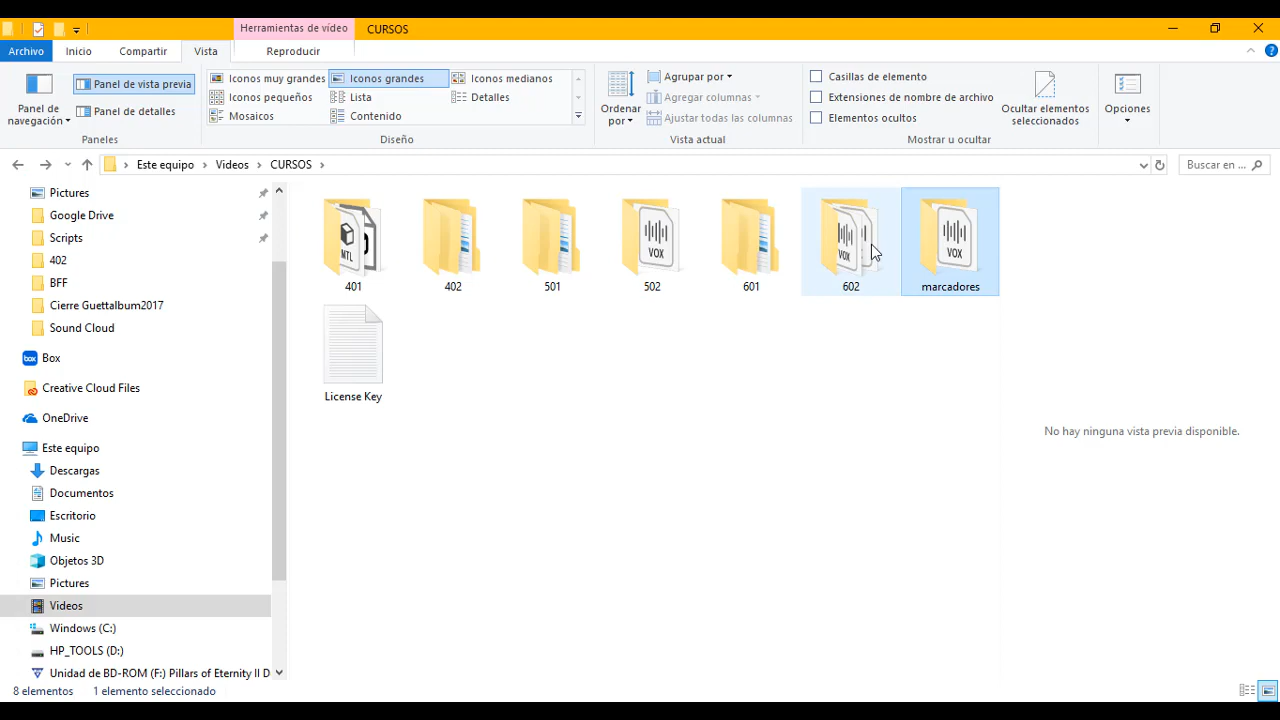 Herramientas de vídeo
CURSOS
Archivo
Inicio
Compartir
Vista
Reproducir
Panel de navegación
Panel de vista previa
Panel de detalles
Paneles
Iconos muy grandes
Iconos grandes
Iconos medianos
Iconos pequeños
Lista
Detalles
Mosaicos
Contenido
Diseño
Ordenar por
Agrupar por
Agregar columnas
Ajustar todas las columnas
Vista actual
Casillas de elemento
Extensiones de nombre de archivo
Elementos ocultos
Ocultar elementos seleccionados
Mostrar u ocultar
Opciones
Este equipo > Videos > CURSOS >
Buscar en ...
Pictures
Google Drive
Scripts
402
BFF
Cierre Guettalbum2017
Sound Cloud
Box
Creative Cloud Files
OneDrive
Este equipo
Descargas
Documentos
Escritorio
Music
Objetos 3D
Pictures
Videos
Windows (C:)
HP_TOOLS (D:)
Unidad de BD-ROM (F:) Pillars of Eternity II D
MTL
VOX
VOX
VOX
401
402
501
502
601
602
marcadores
License Key
No hay ninguna vista previa disponible.
8 elementos
1 elemento seleccionado